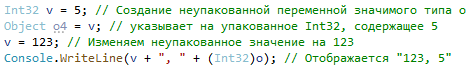 Int32 v = 5; // Создание неупакованной переменной значимого типа o
Object o4 = v; // указывает на упакованное Int32, содержащее 5
v = 123; // Изменяем неупакованное значение на 123
Console.WriteLine(v + ", " + (Int32)o); // Отображается "123, 5"